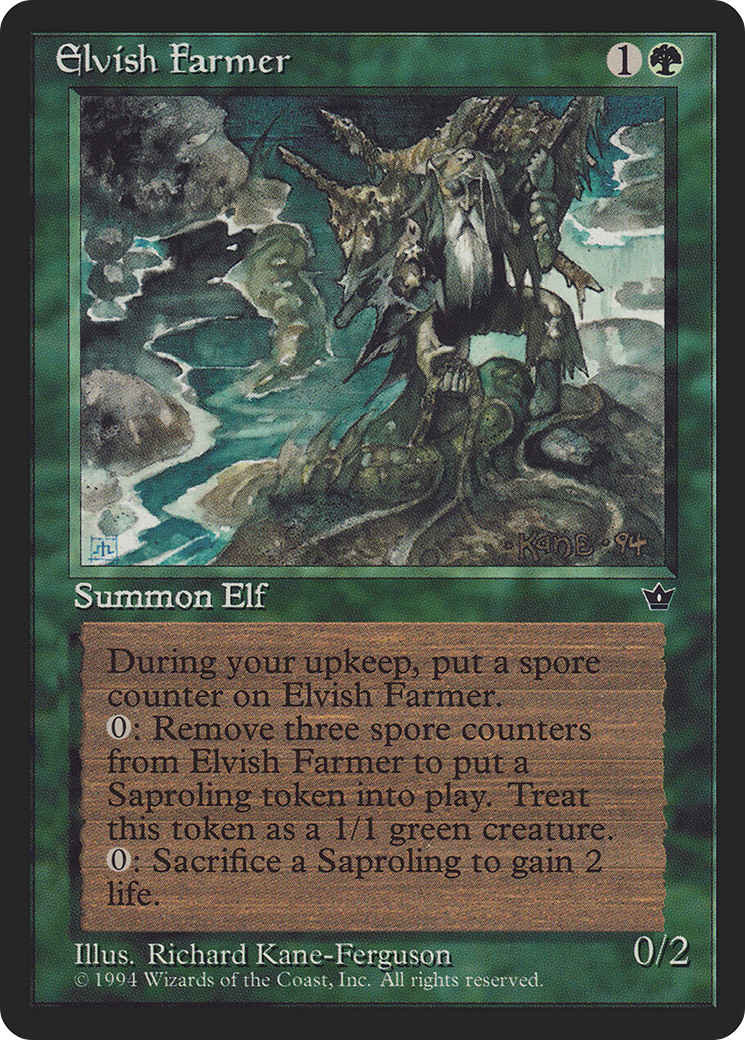 Elvish Farmer 1
·KANE·94
Summon Elf
During your upkeep, put a spore
counter on Elvish Farmer.
0: Remove three spore counters
from Elvish Farmer to put a
Saproling token into play. Treat
this token as a 1/1 green creature.
0: Sacrifice a Saproling to gain 2
life.
Illus. Richard Kane-Ferguson 0/2
© 1994 Wizards of the Coast, Inc. All rights reserved.